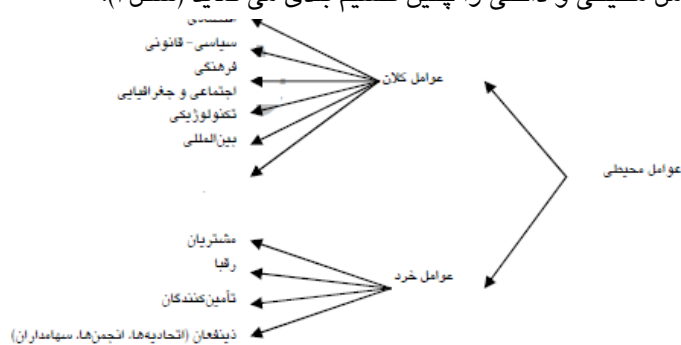 اقتصادی
سیاسی - قانونی
فرهنگی
عوامل کلان
اجتماعی و جغرافیایی
تکنولوژیکی
بین‌المللی
عوامل محیطی
مشتریان
رقبا
عوامل خرد
تأمین‌کنندگان
ذینفعان (اتحادیه‌ها، انجمن‌ها، سهامداران)